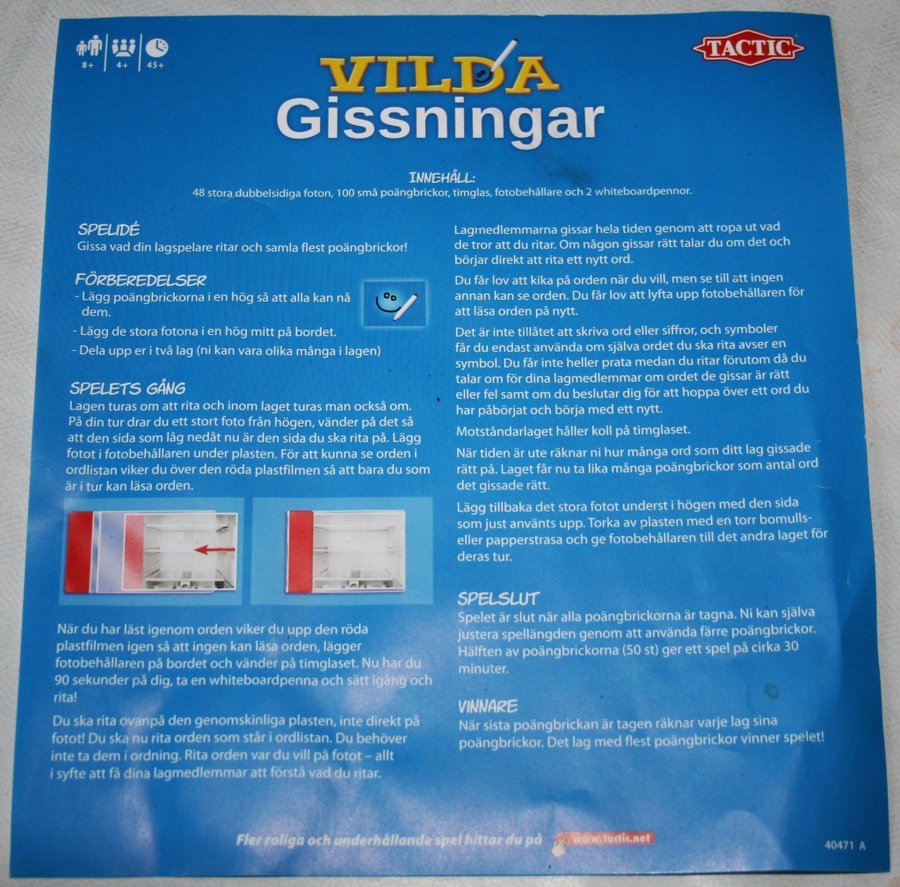 8+ 4+ 45+
TACTIC
VILDA
Gissningar
INNEHÅLL:
48 stora dubbelsidiga foton, 100 små poängbrickor, timglas, fotobehållare och 2 whiteboardpennor.
SPELIDÉ
Gissa vad din lagspelare ritar och samla flest poängbrickor!
FÖRBEREDELSER
- Lägg poängbrickorna i en hög så att alla kan nå
dem.
- Lägg de stora fotona i en hög mitt på bordet.
- Dela upp er i två lag (ni kan vara olika många i lagen)
SPELETS GÅNG
Lagen turas om att rita och inom laget turas man också om.
På din tur drar du ett stort foto från högen, vänder på det så
att den sida som låg nedåt nu är den sida du ska rita på. Lägg
fotot i fotobehållaren under plasten. För att kunna se orden i
ordlistan viker du över den röda plastfilmen så att bara du som
är i tur kan läsa orden.
När du har läst igenom orden viker du upp den röda
plastfilmen igen så att ingen kan läsa orden, lägger
fotobehållaren på bordet och vänder på timglaset. Nu har du
90 sekunder på dig, ta en whiteboardpenna och sätt igång och
rita!
Du ska rita ovanpå den genomskinliga plasten, inte direkt på
fotot! Du ska nu rita orden som står i ordlistan. Du behöver
inte ta dem i ordning. Rita orden var du vill på fotot – allt
i syfte att få dina lagmedlemmar att förstå vad du ritar.
Lagmedlemmarna gissar hela tiden genom att ropa ut vad
de tror att du ritar. Om någon gissar rätt talar du om det och
börjar direkt att rita ett nytt ord.
Du får lov att kika på orden när du vill, men se till att ingen
annan kan se orden. Du får lov att lyfta upp fotobehållaren för
att läsa orden på nytt.
Det är inte tillåtet att skriva ord eller siffror, och symboler
får du endast använda om själva ordet du ska rita avser en
symbol. Du får inte heller prata medan du ritar förutom då du
talar om för dina lagmedlemmar om ordet de gissar är rätt
eller fel samt om du beslutar dig för att hoppa över ett ord du
har påbörjat och börja med ett nytt.
Motståndarlaget håller koll på timglaset.
När tiden är ute räknar ni hur många ord som ditt lag gissade
rätt på. Laget får nu ta lika många poängbrickor som antal ord
det gissade rätt.
Lägg tillbaka det stora fotot underst i högen med den sida
som just använts upp. Torka av plasten med en torr bomulls-
eller papperstrasa och ge fotobehållaren till det andra laget för
deras tur.
SPELSLUT
Spelet är slut när alla poängbrickorna är tagna. Ni kan själva
justera spellängden genom att använda färre poängbrickor.
Hälften av poängbrickorna (50 st) ger ett spel på cirka 30
minuter.
VINNARE
När sista poängbrickan är tagen räknar varje lag sina
poängbrickor. Det lag med flest poängbrickor vinner spelet!
Fler roliga och underhållande spel hittar du på www.tactic.net
40471 A